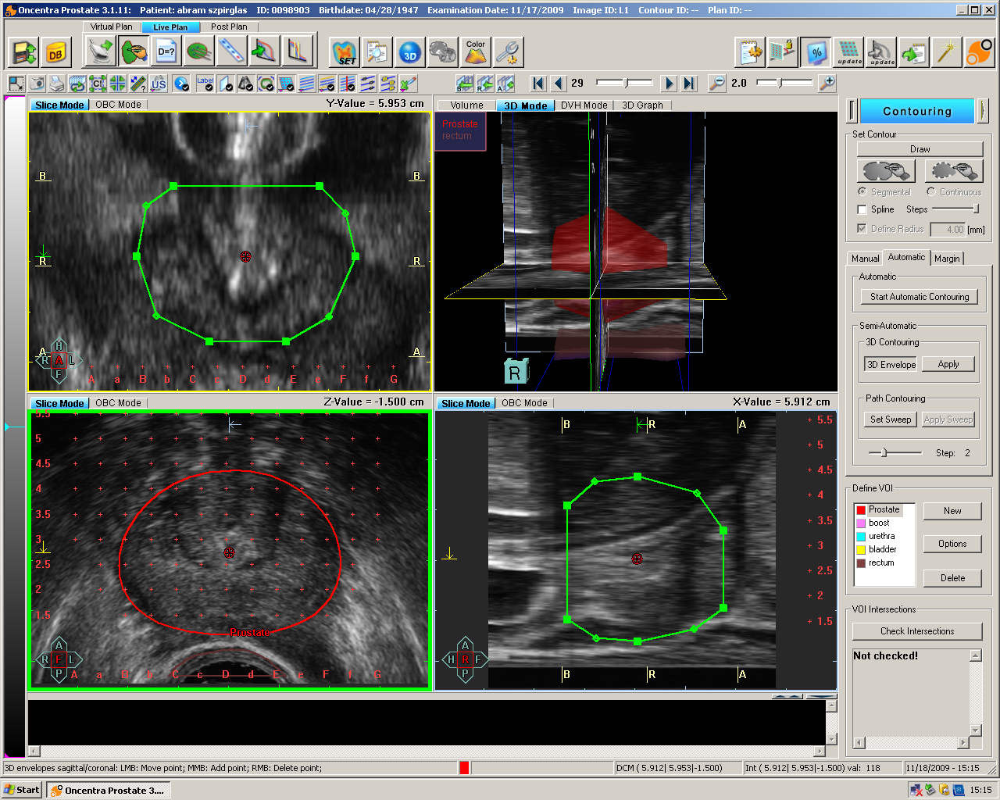 Oncentra Prostate 3.1.11: Patient: abram szpirglas ID: 0098903 Birthdate: 04/28/1947 Examination Date: 11/17/2009 Image ID: L1 Contour ID: -- Plan ID: --
Virtual Plan Live Plan Post Plan
DB D=? SET 3D Color % update update
C! US Label 29 2.0
Slice Mode OBC Mode Y-Value = 5.953 cm
B B
R R
A A
H
R A L
F
A a B b C c D d E e F f G
Volume 3D Mode DVH Mode 3D Graph
Prostate
rectum
R
Slice Mode OBC Mode Z-Value = -1.500 cm
5.5
5
4.5
4
3.5
3
2.5
2
1.5
Prostate
A
R F L
P
A a B b C c D d E e F f G
Slice Mode OBC Mode X-Value = 5.912 cm
B R A
+ 5.5
+ 5
+ 4.5
+ 4
+ 3.5
+ 3
+ 2.5
+ 2
+ 1.5
A
H R F
P
B R A
Contouring
Set Contour
Draw
Segmental Continuous
Spline Steps
Define Radius 4.00 [mm]
Manual Automatic Margin
Automatic
Start Automatic Contouring
Semi-Automatic
3D Contouring
3D Envelope Apply
Path Contouring
Set Sweep Apply Sweep
Step: 2
Define VOI
Prostate
boost
urethra
bladder
rectum
New
Options
Delete
VOI Intersections
Check Intersections
Not checked!
3D envelopes sagittal/coronal: LMB: Move point; MMB: Add point; RMB: Delete point;
DCM ( 5.912| 5.953|-1.500) Int ( 5.912| 5.953|-1.500) val: 118 11/18/2009 - 15:15
Start Oncentra Prostate 3.... 15:15